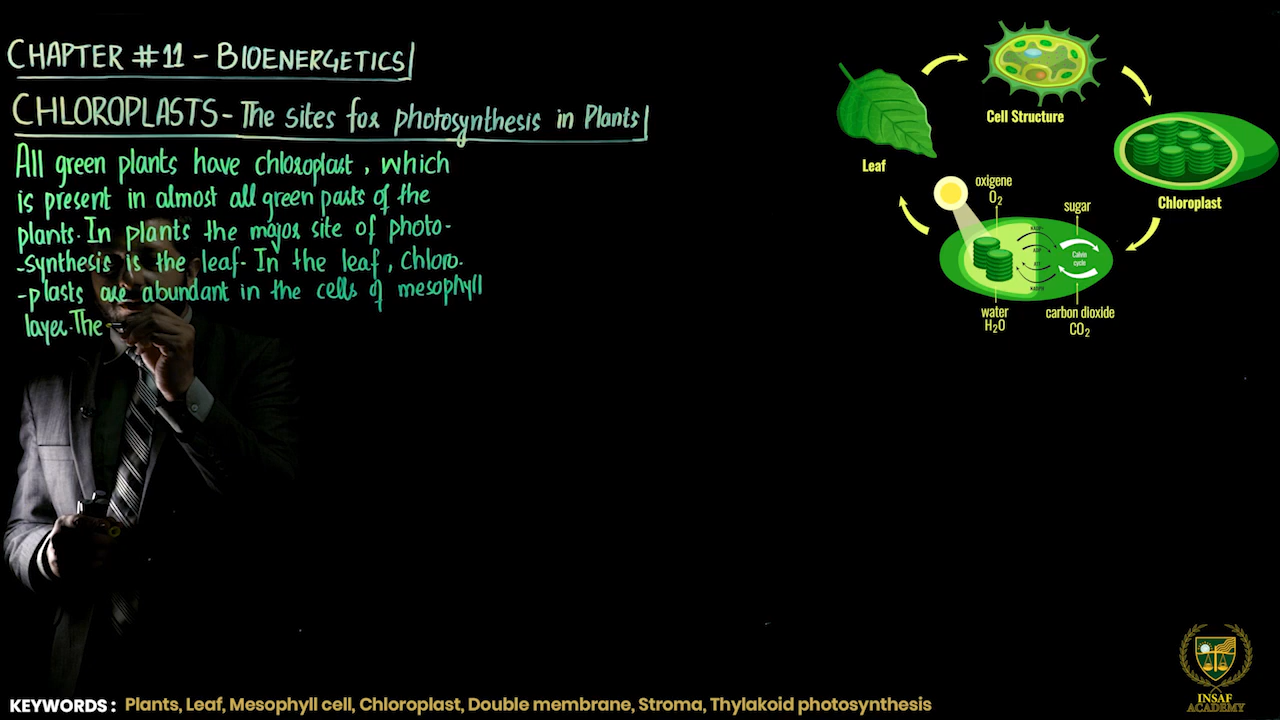 CHAPTER #11 - BIOENERGETICS
CHLOROPLASTS - The sites for photosynthesis in Plants
All green plants have chloroplast, which
is present in almost all green parts of the
plants. In plants the major site of photo-
-synthesis is the leaf. In the leaf, Chloro-
-plasts are abundant in the cells of mesophyll
layer. The
Cell Structure
Leaf
Chloroplast
oxigene
O2
sugar
NADP+
ADP
ATP
NADPH
Calvin
cycle
water
H2O
carbon dioxide
CO2
KEYWORDS : Plants, Leaf, Mesophyll cell, Chloroplast, Double membrane, Stroma, Thylakoid photosynthesis
INSAF
ACADEMY